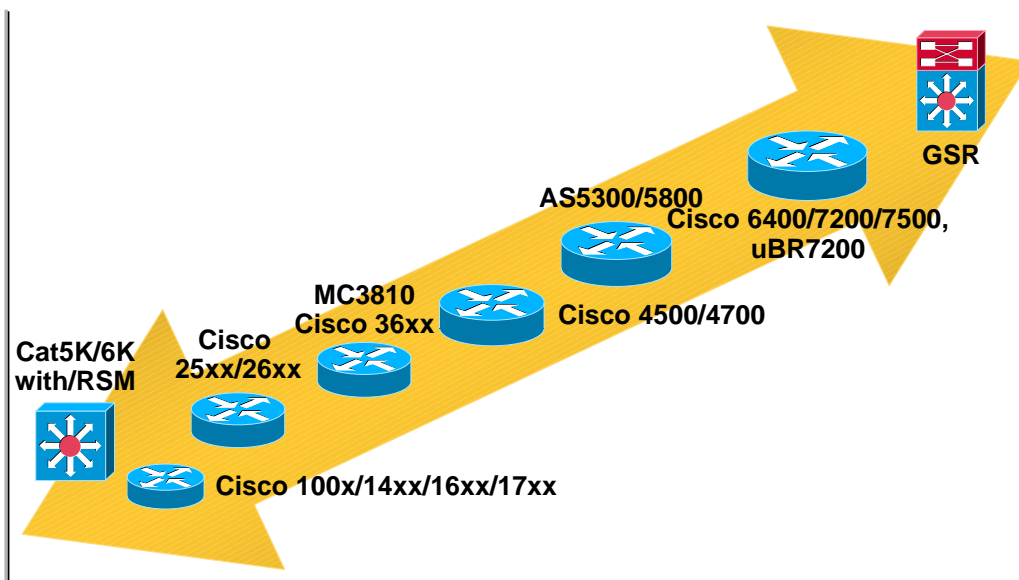 GSR
AS5300/5800
Cisco 6400/7200/7500,
uBR7200
MC3810
Cisco 36xx
Cisco 4500/4700
Cisco
25xx/26xx
Cat5K/6K
with/RSM
Cisco 100x/14xx/16xx/17xx